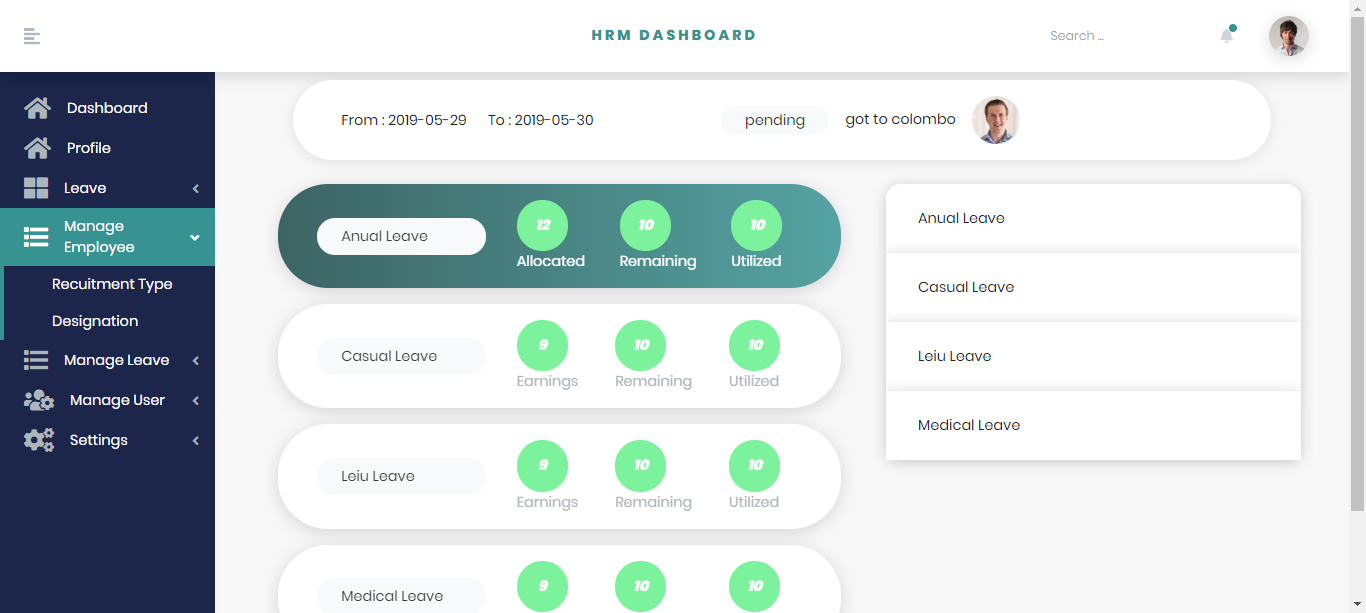 HRM DASHBOARD
Search ...
Dashboard
Profile
Leave
Manage
Employee
Recuitment Type
Designation
Manage Leave
Manage User
Settings
From : 2019-05-29 To : 2019-05-30 pending got to colombo
Anual Leave
12 10 10
Allocated Remaining Utilized
Casual Leave
9 10 10
Earnings Remaining Utilized
Leiu Leave
9 10 10
Earnings Remaining Utilized
Medical Leave
9 10 10
Anual Leave
Casual Leave
Leiu Leave
Medical Leave